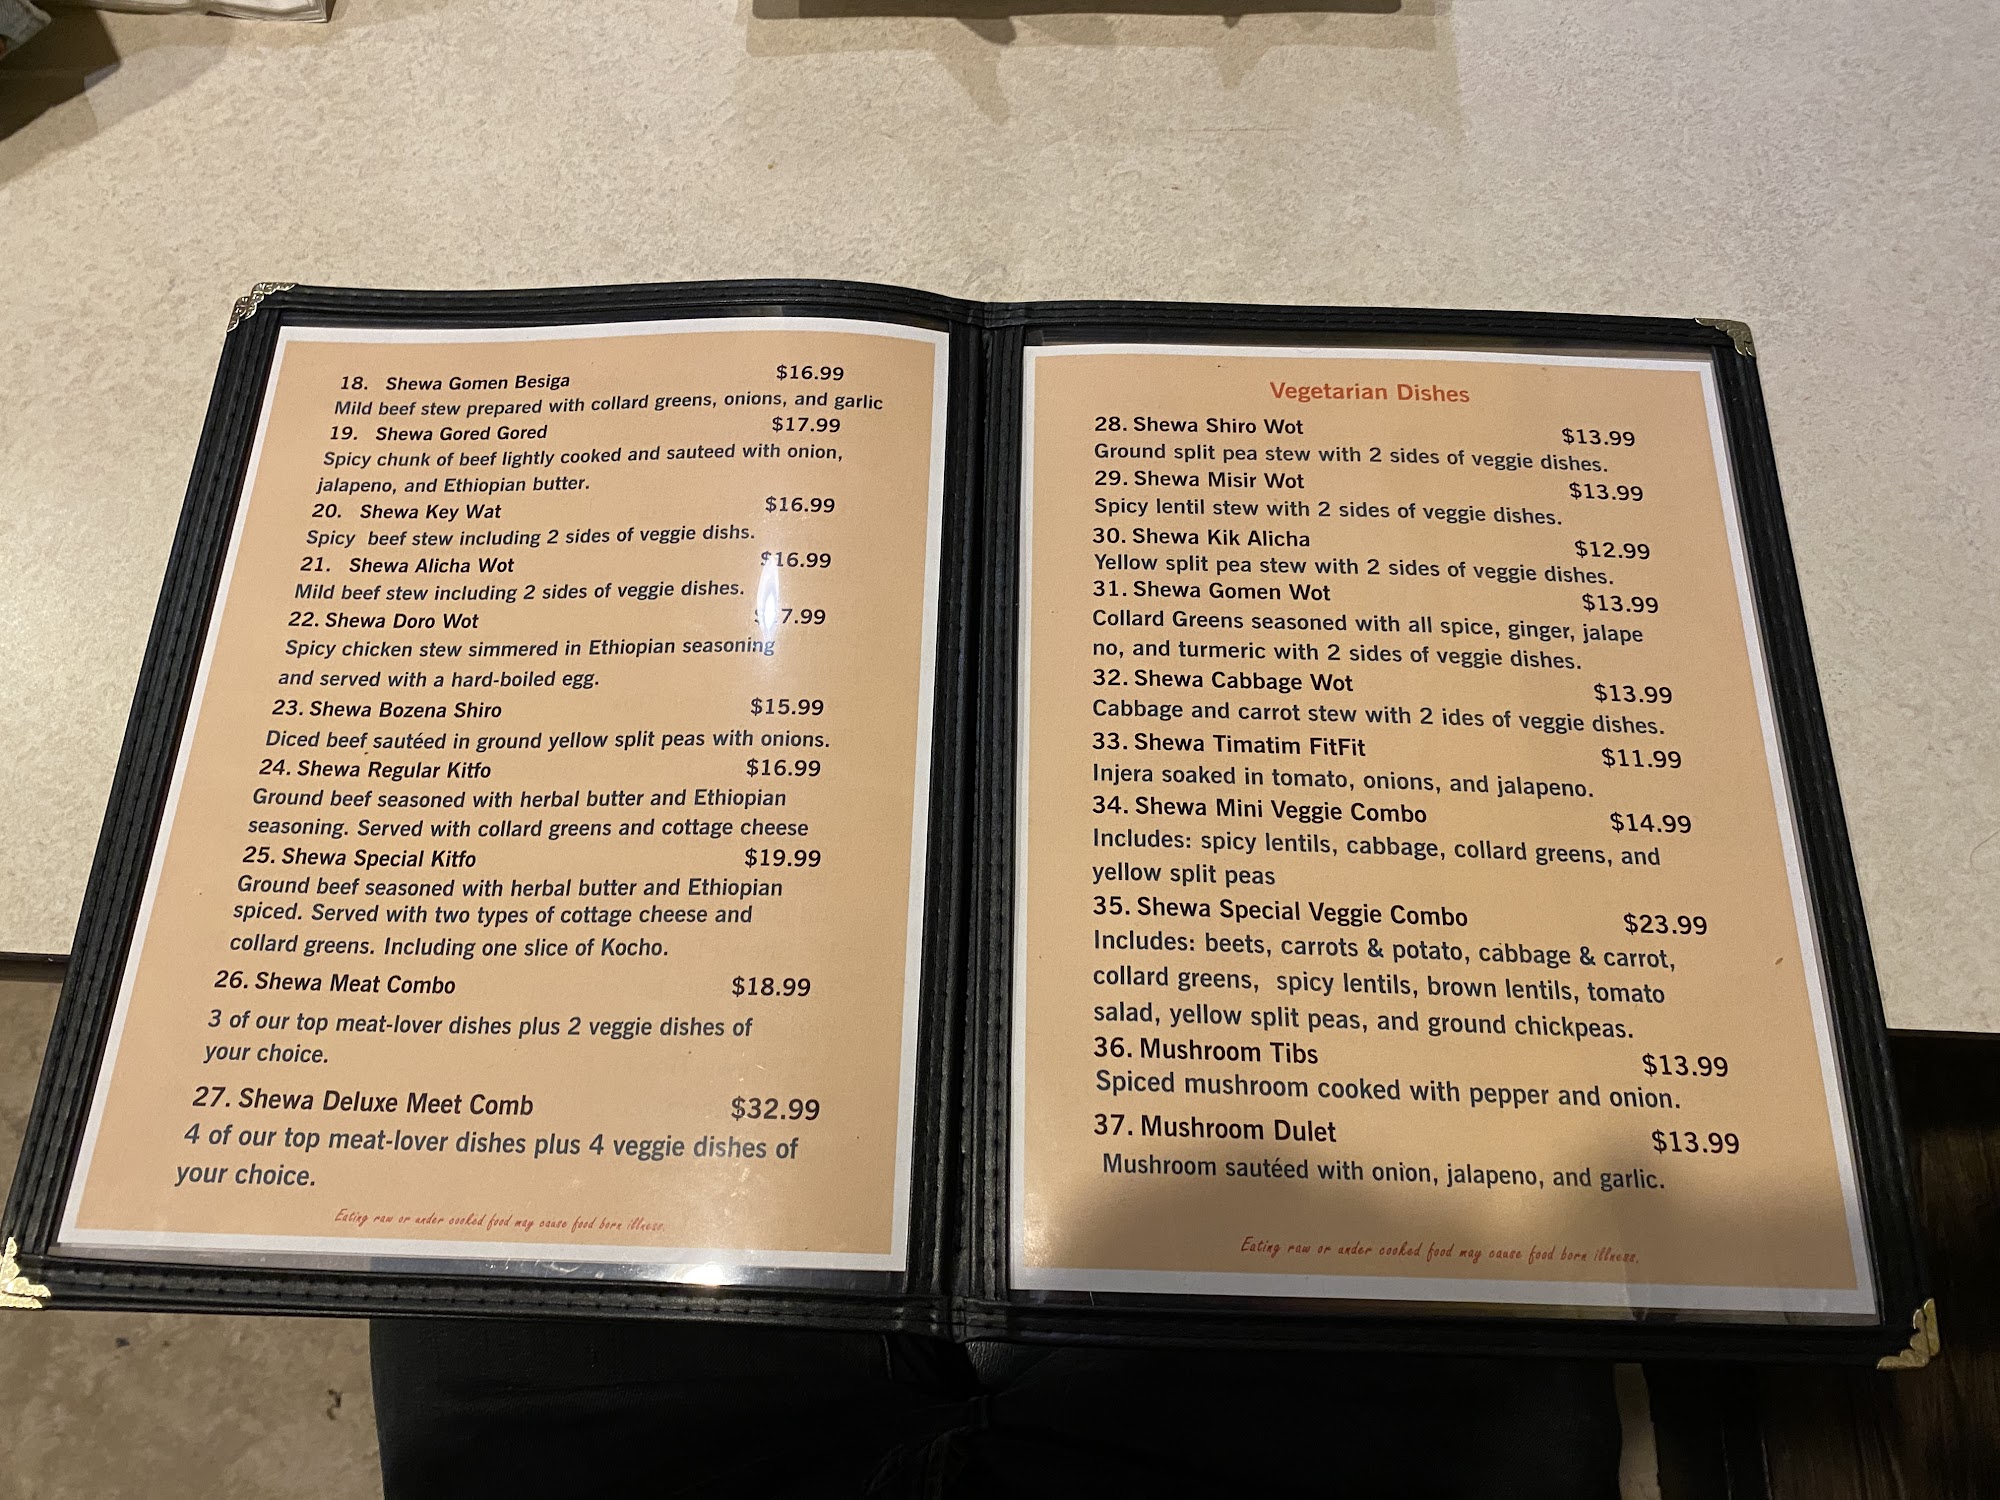 18. Shewa Gomen Besiga $16.99
Mild beef stew prepared with collard greens, onions, and garlic
19. Shewa Gored Gored $17.99
Spicy chunk of beef lightly cooked and sauteed with onion,
jalapeno, and Ethiopian butter.
20. Shewa Key Wat $16.99
Spicy beef stew including 2 sides of veggie dishs.
21. Shewa Alicha Wot $16.99
Mild beef stew including 2 sides of veggie dishes.
22. Shewa Doro Wot
Spicy chicken stew simmered in Ethiopian seasoning
and served with a hard-boiled egg.
23. Shewa Bozena Shiro $15.99
Diced beef sautéed in ground yellow split peas with onions.
24. Shewa Regular Kitfo $16.99
Ground beef seasoned with herbal butter and Ethiopian
seasoning. Served with collard greens and cottage cheese
25. Shewa Special Kitfo $19.99
Ground beef seasoned with herbal butter and Ethiopian
spiced. Served with two types of cottage cheese and
collard greens. Including one slice of Kocho.
26. Shewa Meat Combo $18.99
3 of our top meat-lover dishes plus 2 veggie dishes of
your choice.
27. Shewa Deluxe Meet Comb $32.99
4 of our top meat-lover dishes plus 4 veggie dishes of
your choice.
Eating raw or under cooked food may cause food born illness.
Vegetarian Dishes
28. Shewa Shiro Wot $13.99
Ground split pea stew with 2 sides of veggie dishes.
29. Shewa Misir Wot $13.99
Spicy lentil stew with 2 sides of veggie dishes.
30. Shewa Kik Alicha $12.99
Yellow split pea stew with 2 sides of veggie dishes.
31. Shewa Gomen Wot $13.99
Collard Greens seasoned with all spice, ginger, jalape
no, and turmeric with 2 sides of veggie dishes.
32. Shewa Cabbage Wot $13.99
Cabbage and carrot stew with 2 ides of veggie dishes.
33. Shewa Timatim FitFit $11.99
Injera soaked in tomato, onions, and jalapeno.
34. Shewa Mini Veggie Combo $14.99
Includes: spicy lentils, cabbage, collard greens, and
yellow split peas
35. Shewa Special Veggie Combo $23.99
Includes: beets, carrots & potato, cabbage & carrot,
collard greens, spicy lentils, brown lentils, tomato
salad, yellow split peas, and ground chickpeas.
36. Mushroom Tibs $13.99
Spiced mushroom cooked with pepper and onion.
37. Mushroom Dulet $13.99
Mushroom sautéed with onion, jalapeno, and garlic.
Eating raw or under cooked food may cause food born illness.